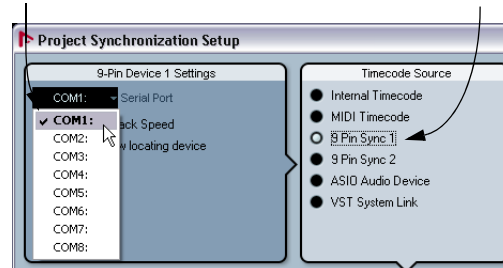 Project Synchronization Setup
9-Pin Device 1 Settings
COM1:
Serial Port
COM1:
COM2:
COM3:
COM4:
COM5:
COM6:
COM7:
COM8:
ack Speed
w locating device
Timecode Source
Internal Timecode
MIDI Timecode
9 Pin Sync 1
9 Pin Sync 2
ASIO Audio Device
VST System Link